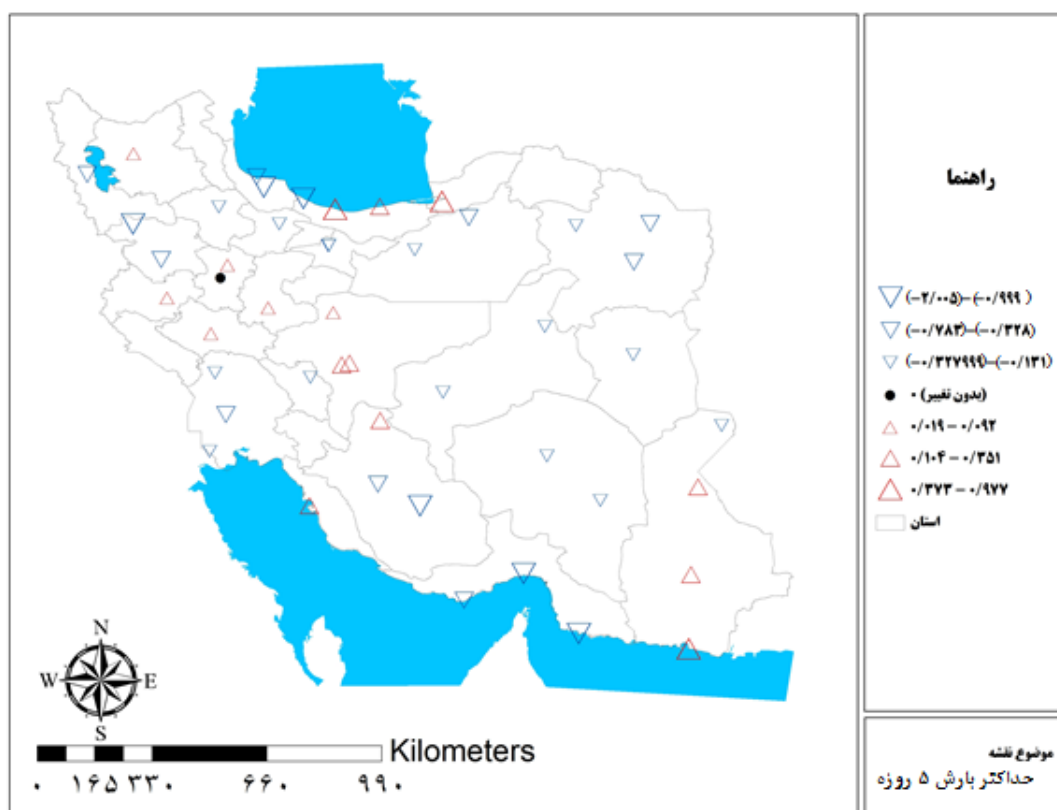 راهنما
(-۲/۰۰۵)-(-۰/۹۹۹ )
(-۰/۷۸۳)-(-۰/۳۲۸)
(-۰/۳۲۷۹۹۹)-(-۰/۱۳۱)
۰ (بدون تغییر)
۰/۰۱۹ - ۰/۰۹۲
۰/۱۰۴ - ۰/۳۵۱
۰/۳۷۳ - ۰/۹۷۷
استان
N
W E
S
Kilometers
۰ ۱۶۵ ۳۳۰ ۶۶۰ ۹۹۰
موضوع نقشه
حداکثر بارش ۵ روزه